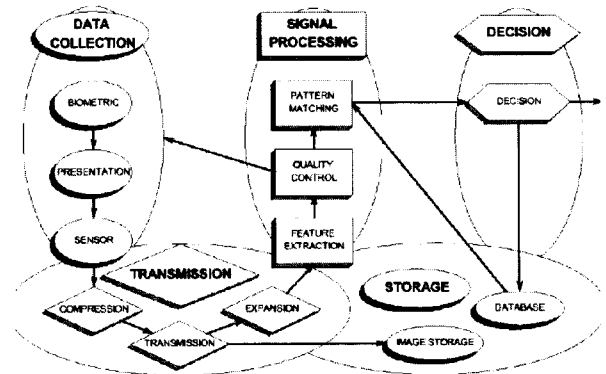 DATA
COLLECTION
SIGNAL
PROCESSING
DECISION
BIOMETRIC
PATTERN
MATCHING
DECISION
PRESENTATION
QUALITY
CONTROL
SENSOR
FEATURE
EXTRACTION
TRANSMISSION
STORAGE
COMPRESSION
EXPANSION
DATABASE
TRANSMISSION
IMAGE STORAGE